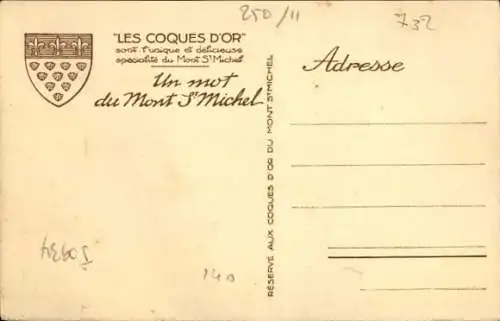 250/11
732
"LES COQUES D'OR"
sont l'unique et délicieuse
spécialité du Mont St Michel
Un mot
du Mont St Michel
RÉSERVÉ AUX COQUES D'OR DU MONT-ST-MICHEL
Adresse
140